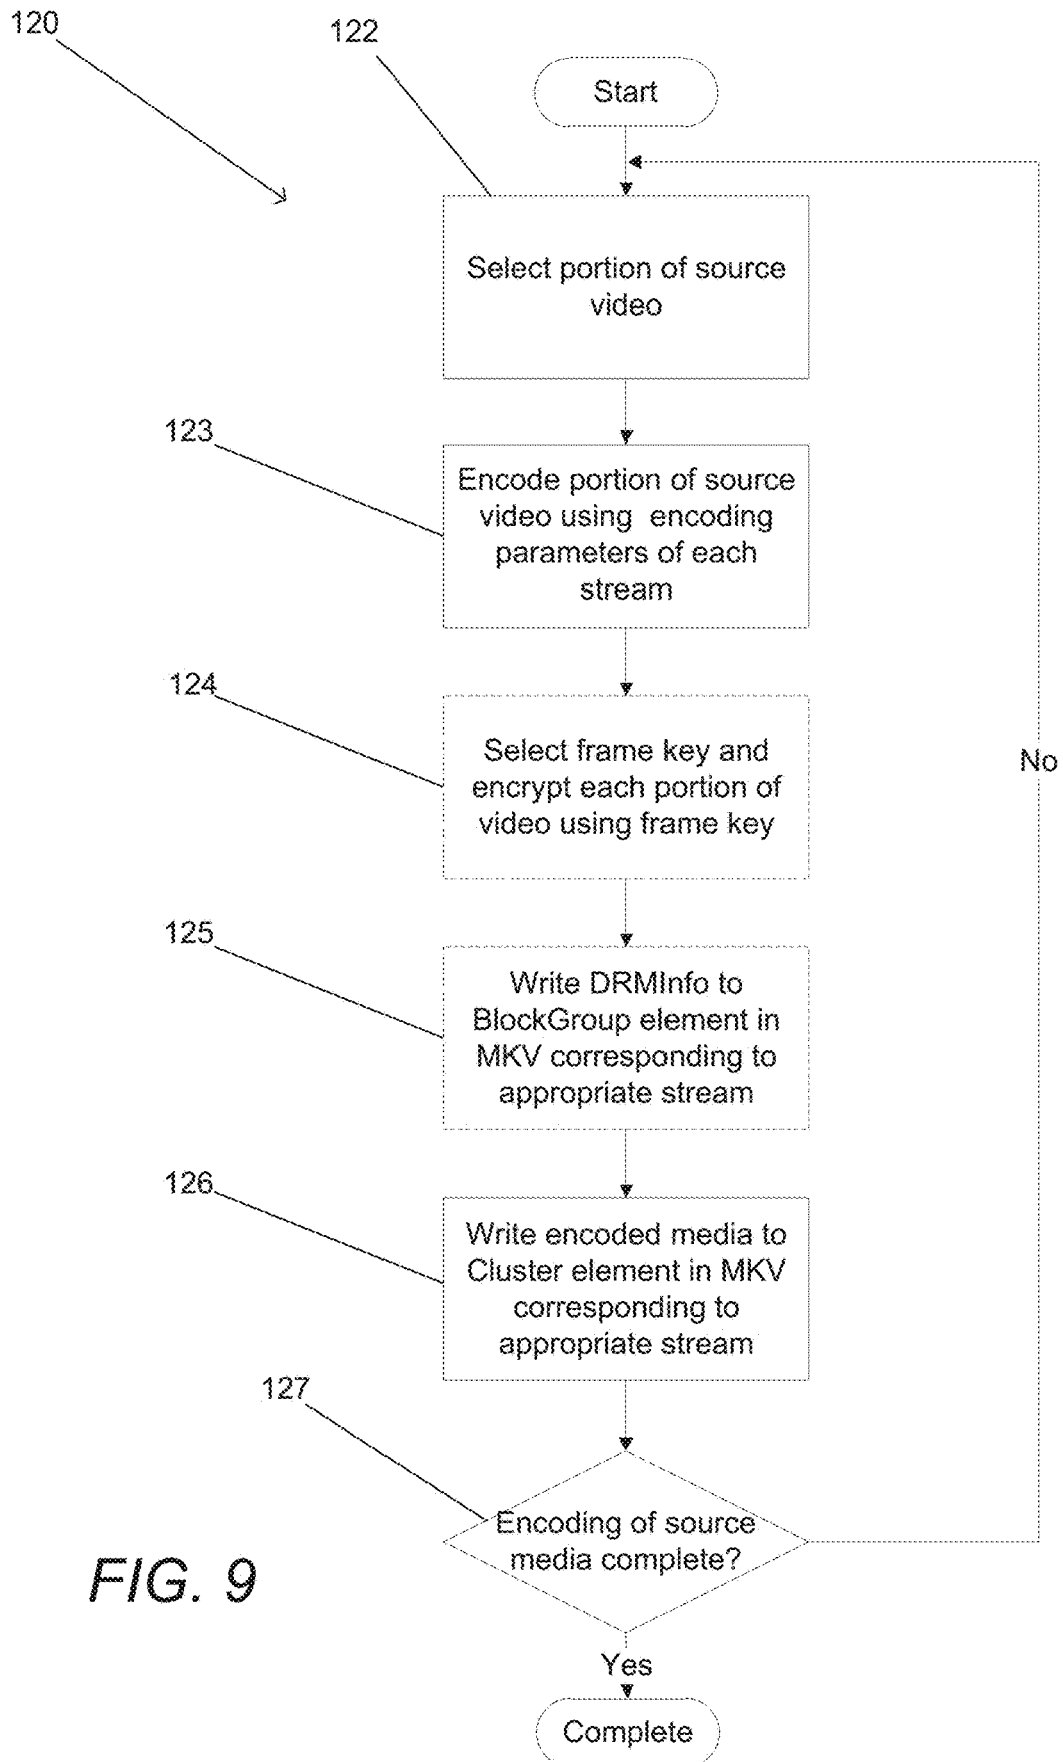 120
122
Start
Select portion of source
video
123
Encode portion of source
video using encoding
parameters of each
stream
124
Select frame key and
encrypt each portion of
video using frame key
No
125
Write DRMInfo to
BlockGroup element in
MKV corresponding to
appropriate stream
126
Write encoded media to
Cluster element in MKV
corresponding to
appropriate stream
127
Encoding of source
media complete?
FIG. 9
Yes
Complete